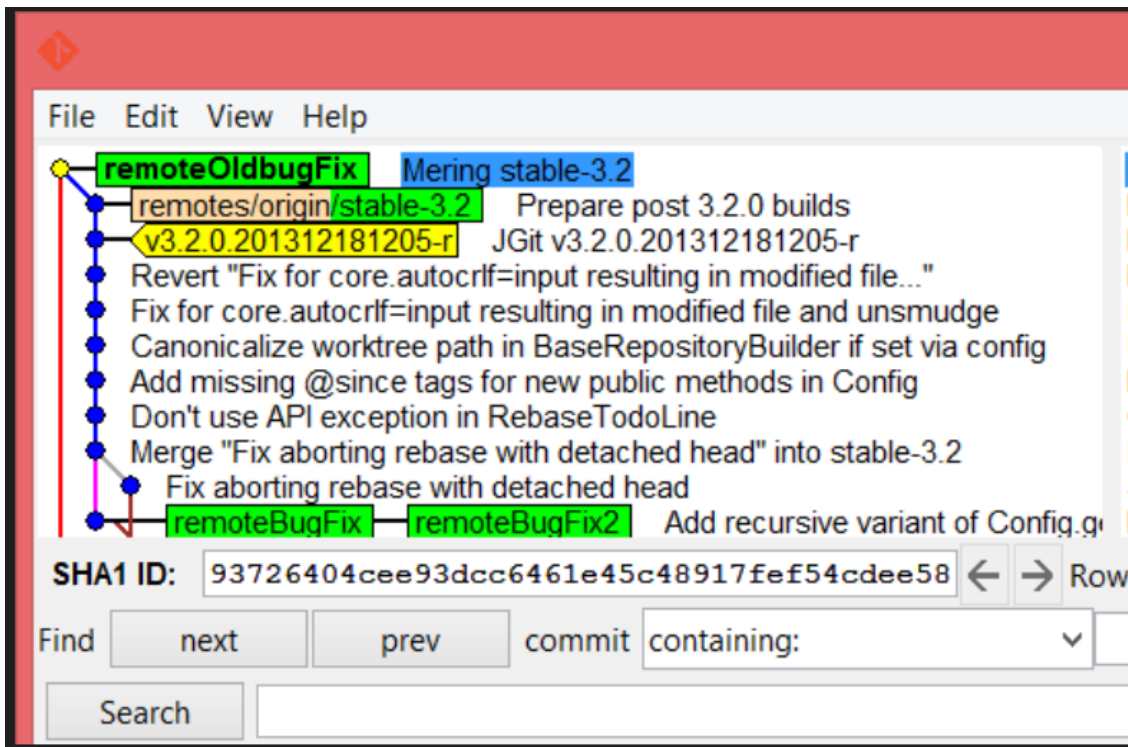 File Edit View Help
remoteOldbugFix Mering stable-3.2
remotes/origin/stable-3.2 Prepare post 3.2.0 builds
v3.2.0.201312181205-r JGit v3.2.0.201312181205-r
Revert "Fix for core.autocrlf=input resulting in modified file..."
Fix for core.autocrlf=input resulting in modified file and unsmudge
Canonicalize worktree path in BaseRepositoryBuilder if set via config
Add missing @since tags for new public methods in Config
Don't use API exception in RebaseTodoLine
Merge "Fix aborting rebase with detached head" into stable-3.2
Fix aborting rebase with detached head
remoteBugFix remoteBugFix2 Add recursive variant of Config.ge
SHA1 ID: 93726404cee93dcc6461e45c48917fef54cdee58 Row
Find next prev commit containing:
Search